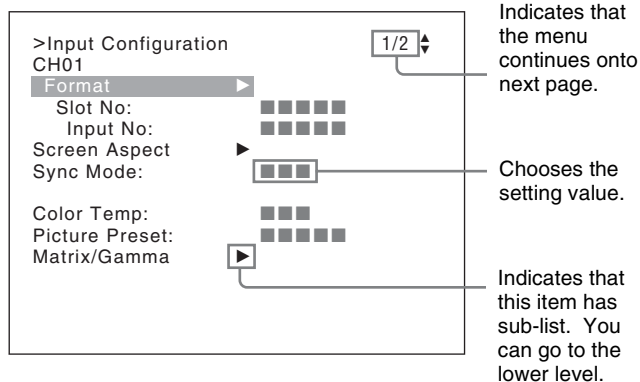 >Input Configuration
1/2
CH01
Format
Slot No:
Input No:
Screen Aspect
Sync Mode:
Color Temp:
Picture Preset:
Matrix/Gamma
Indicates that
the menu
continues onto
next page.
Chooses the
setting value.
Indicates that
this item has
sub-list. You
can go to the
lower level.